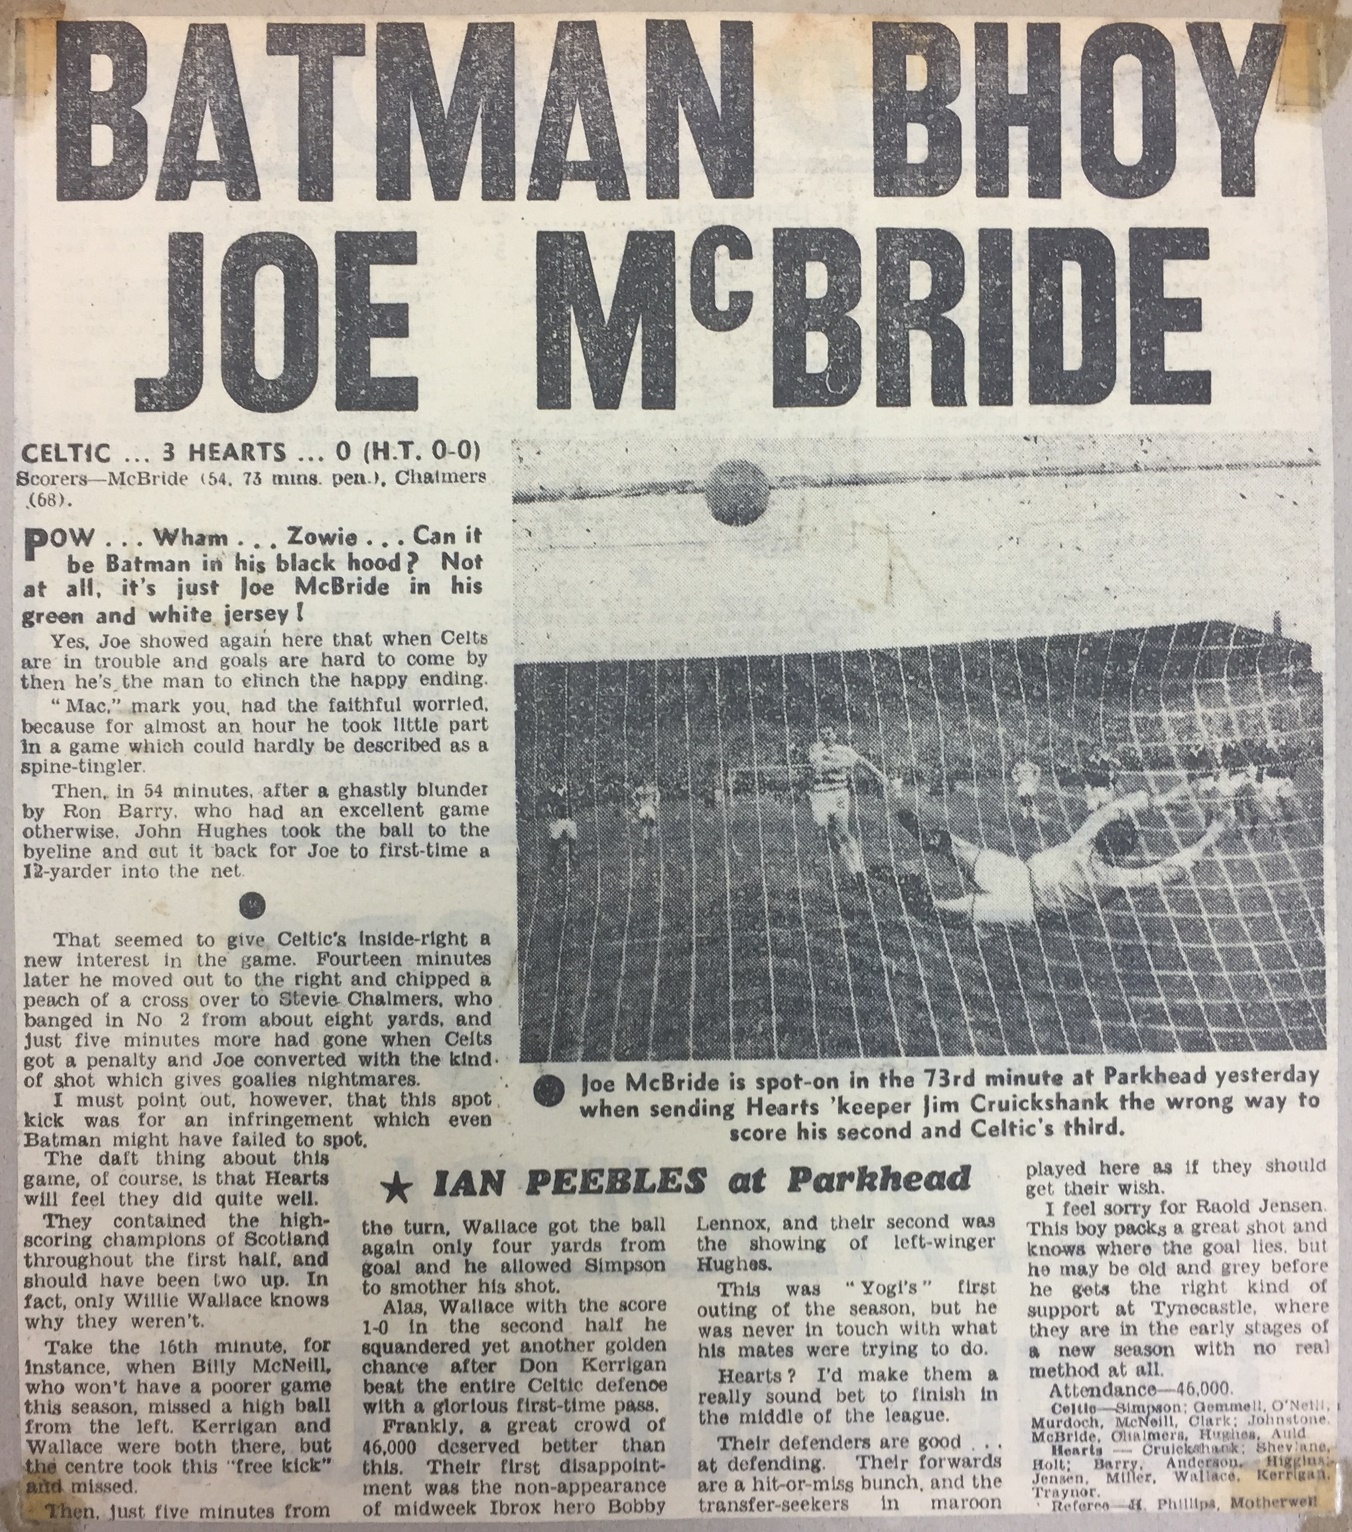 BATMAN BHOY
JOE McBRIDE
CELTIC ... 3 HEARTS ... 0 (H.T. 0-0)
Scorers—McBride (54, 73 mins. pen.), Chalmers
(68).
POW . . . Wham . . . Zowie . . . Can it
be Batman in his black hood? Not
at all, it's just Joe McBride in his
green and white jersey!
Yes, Joe showed again here that when Celts
are in trouble and goals are hard to come by
then he's the man to clinch the happy ending.
"Mac," mark you, had the faithful worried,
because for almost an hour he took little part
in a game which could hardly be described as a
spine-tingler.
Then, in 54 minutes, after a ghastly blunder
by Ron Barry, who had an excellent game
otherwise, John Hughes took the ball to the
byeline and cut it back for Joe to first-time a
12-yarder into the net.
That seemed to give Celtic's inside-right a
new interest in the game. Fourteen minutes
later he moved out to the right and chipped a
peach of a cross over to Stevie Chalmers, who
banged in No 2 from about eight yards, and
just five minutes more had gone when Celts
got a penalty and Joe converted with the kind
of shot which gives goalies nightmares.
I must point out, however, that this spot
kick was for an infringement which even
Batman might have failed to spot.
The daft thing about this
game, of course, is that Hearts
will feel they did quite well.
They contained the high-
scoring champions of Scotland
throughout the first half, and
should have been two up. In
fact, only Willie Wallace knows
why they weren't.
Take the 16th minute, for
instance, when Billy McNeill,
who won't have a poorer game
this season, missed a high ball
from the left. Kerrigan and
Wallace were both there, but
the centre took this "free kick"
and missed.
Then, just five minutes from
Joe McBride is spot-on in the 73rd minute at Parkhead yesterday
when sending Hearts 'keeper Jim Cruickshank the wrong way to
score his second and Celtic's third.
★ IAN PEEBLES at Parkhead
the turn, Wallace got the ball
again only four yards from
goal and he allowed Simpson
to smother his shot.
Alas, Wallace with the score
1-0 in the second half he
squandered yet another golden
chance after Don Kerrigan
beat the entire Celtic defence
with a glorious first-time pass.
Frankly, a great crowd of
46,000 deserved better than
this. Their first disappoint-
ment was the non-appearance
of midweek Ibrox hero Bobby
Lennox, and their second was
the showing of left-winger
Hughes.
This was "Yogi's" first
outing of the season, but he
was never in touch with what
his mates were trying to do.
Hearts? I'd make them a
really sound bet to finish in
the middle of the league.
Their defenders are good . . .
at defending. Their forwards
are a hit-or-miss bunch, and the
transfer-seekers in maroon
played here as if they should
get their wish.
I feel sorry for Raold Jensen.
This boy packs a great shot and
knows where the goal lies, but
he may be old and grey before
he gets the right kind of
support at Tynecastle, where
they are in the early stages of
a new season with no real
method at all.
Attendance—46,000.
Celtic—Simpson; Gemmell, O'Neill,
Murdoch, McNeill, Clark; Johnstone,
McBride, Chalmers, Hughes, Auld
Hearts — Cruickshank; Shevlane,
Holt; Barry, Anderson, Higgins;
Jensen, Miller, Wallace, Kerrigan,
Traynor.
Referee—H. Phillips, Motherwell